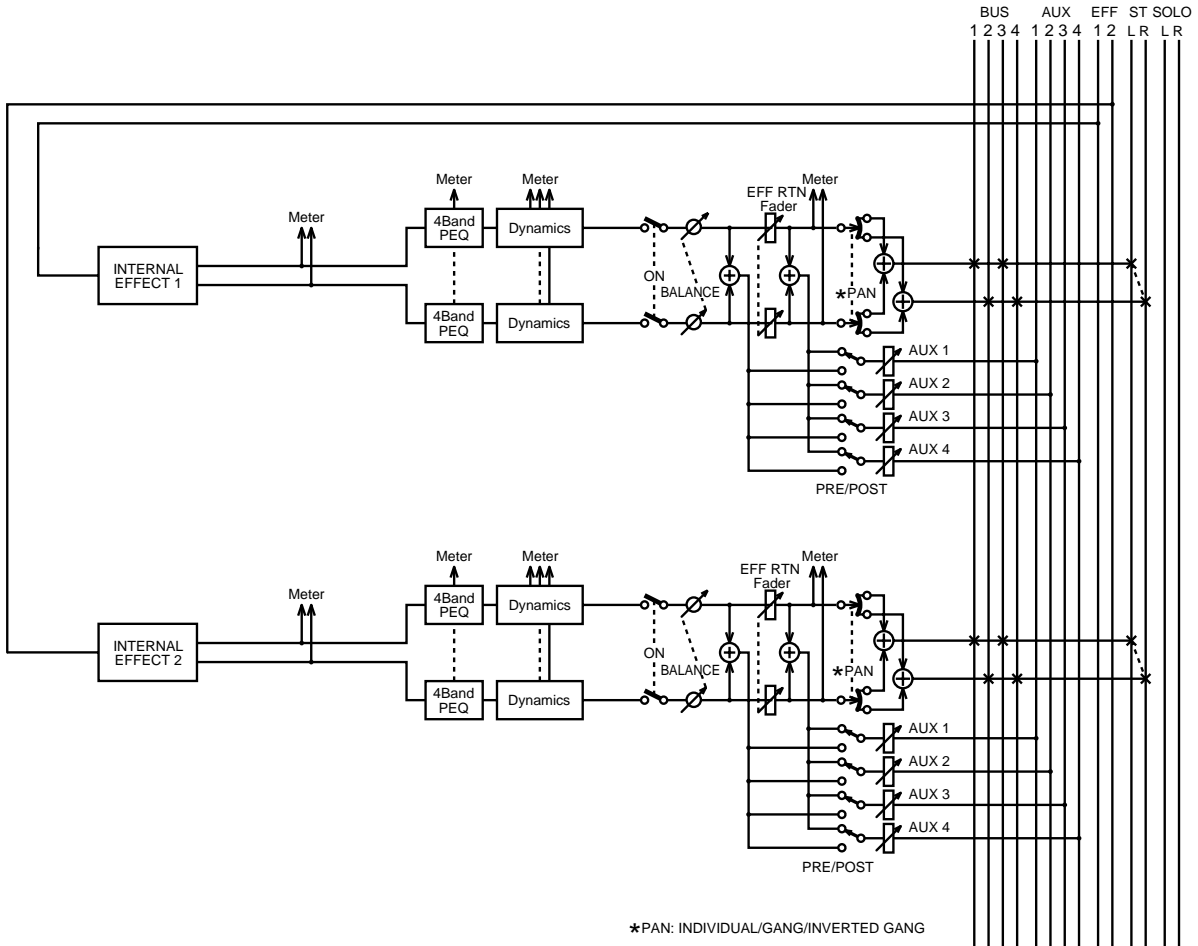 BUS AUX EFF ST SOLO
1 2 3 4 1 2 3 4 1 2 L R L R
Meter Meter EFF RTN Fader Meter
Meter
4Band PEQ
Dynamics
INTERNAL EFFECT 1
ON
BALANCE
*PAN
4Band PEQ
Dynamics
AUX 1
AUX 2
AUX 3
AUX 4
PRE/POST
Meter Meter EFF RTN Fader Meter
Meter
4Band PEQ
Dynamics
INTERNAL EFFECT 2
ON
BALANCE
*PAN
4Band PEQ
Dynamics
AUX 1
AUX 2
AUX 3
AUX 4
PRE/POST
*PAN: INDIVIDUAL/GANG/INVERTED GANG